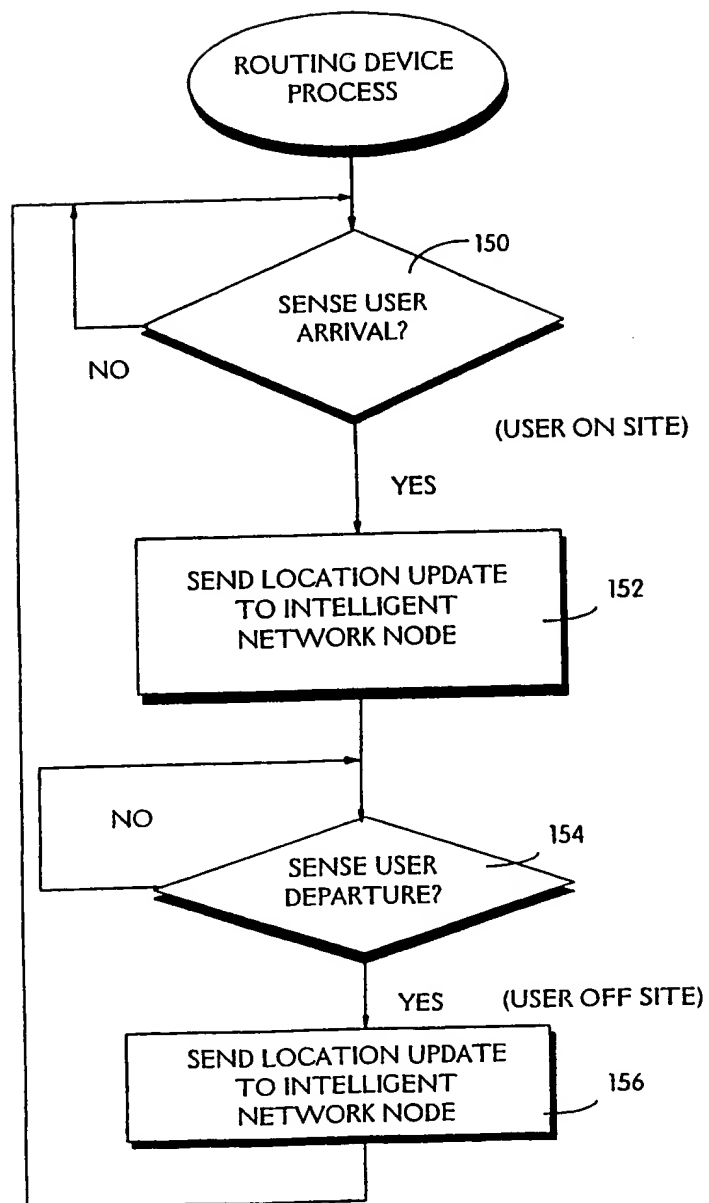 ROUTING DEVICE
PROCESS
150
SENSE USER
ARRIVAL?
NO
(USER ON SITE)
YES
SEND LOCATION UPDATE
TO INTELLIGENT
NETWORK NODE
152
NO
154
SENSE USER
DEPARTURE?
YES
(USER OFF SITE)
SEND LOCATION UPDATE
TO INTELLIGENT
NETWORK NODE
156